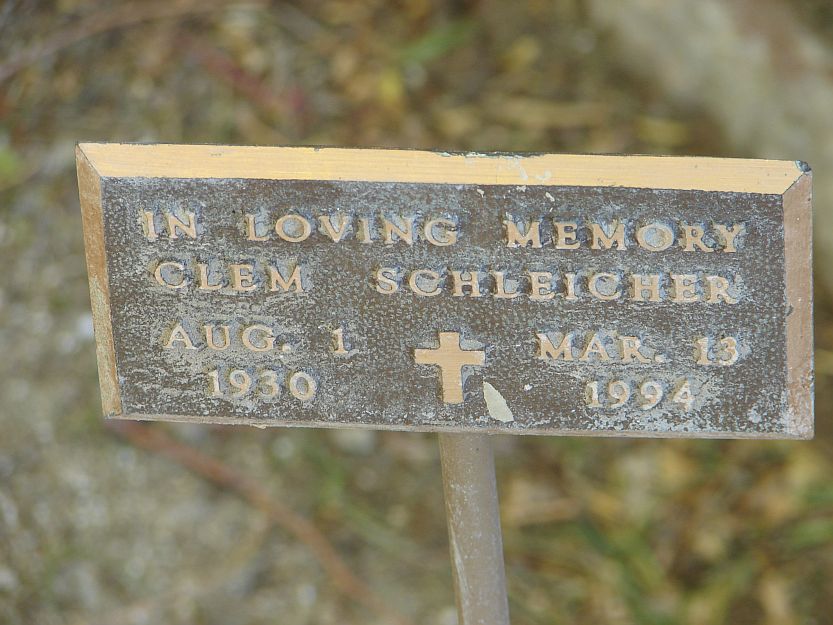 IN LOVING MEMORY
CLEM SCHLEICHER
AUG. 1 MAR. 13
1930 1994